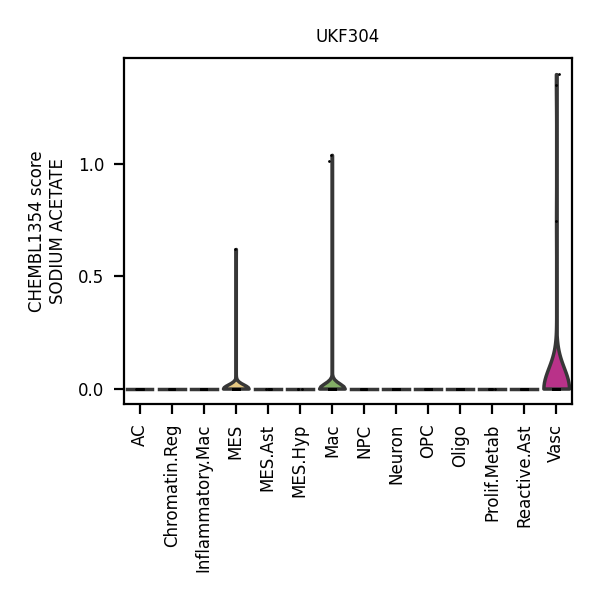 UKF304
CHEMBL1354 score
SODIUM ACETATE
1.0
0.5
0.0
AC
Chromatin.Reg
Inflammatory.Mac
MES
MES.Ast
MES.Hyp
Mac
NPC
Neuron
OPC
Oligo
Prolif.Metab
Reactive.Ast
Vasc